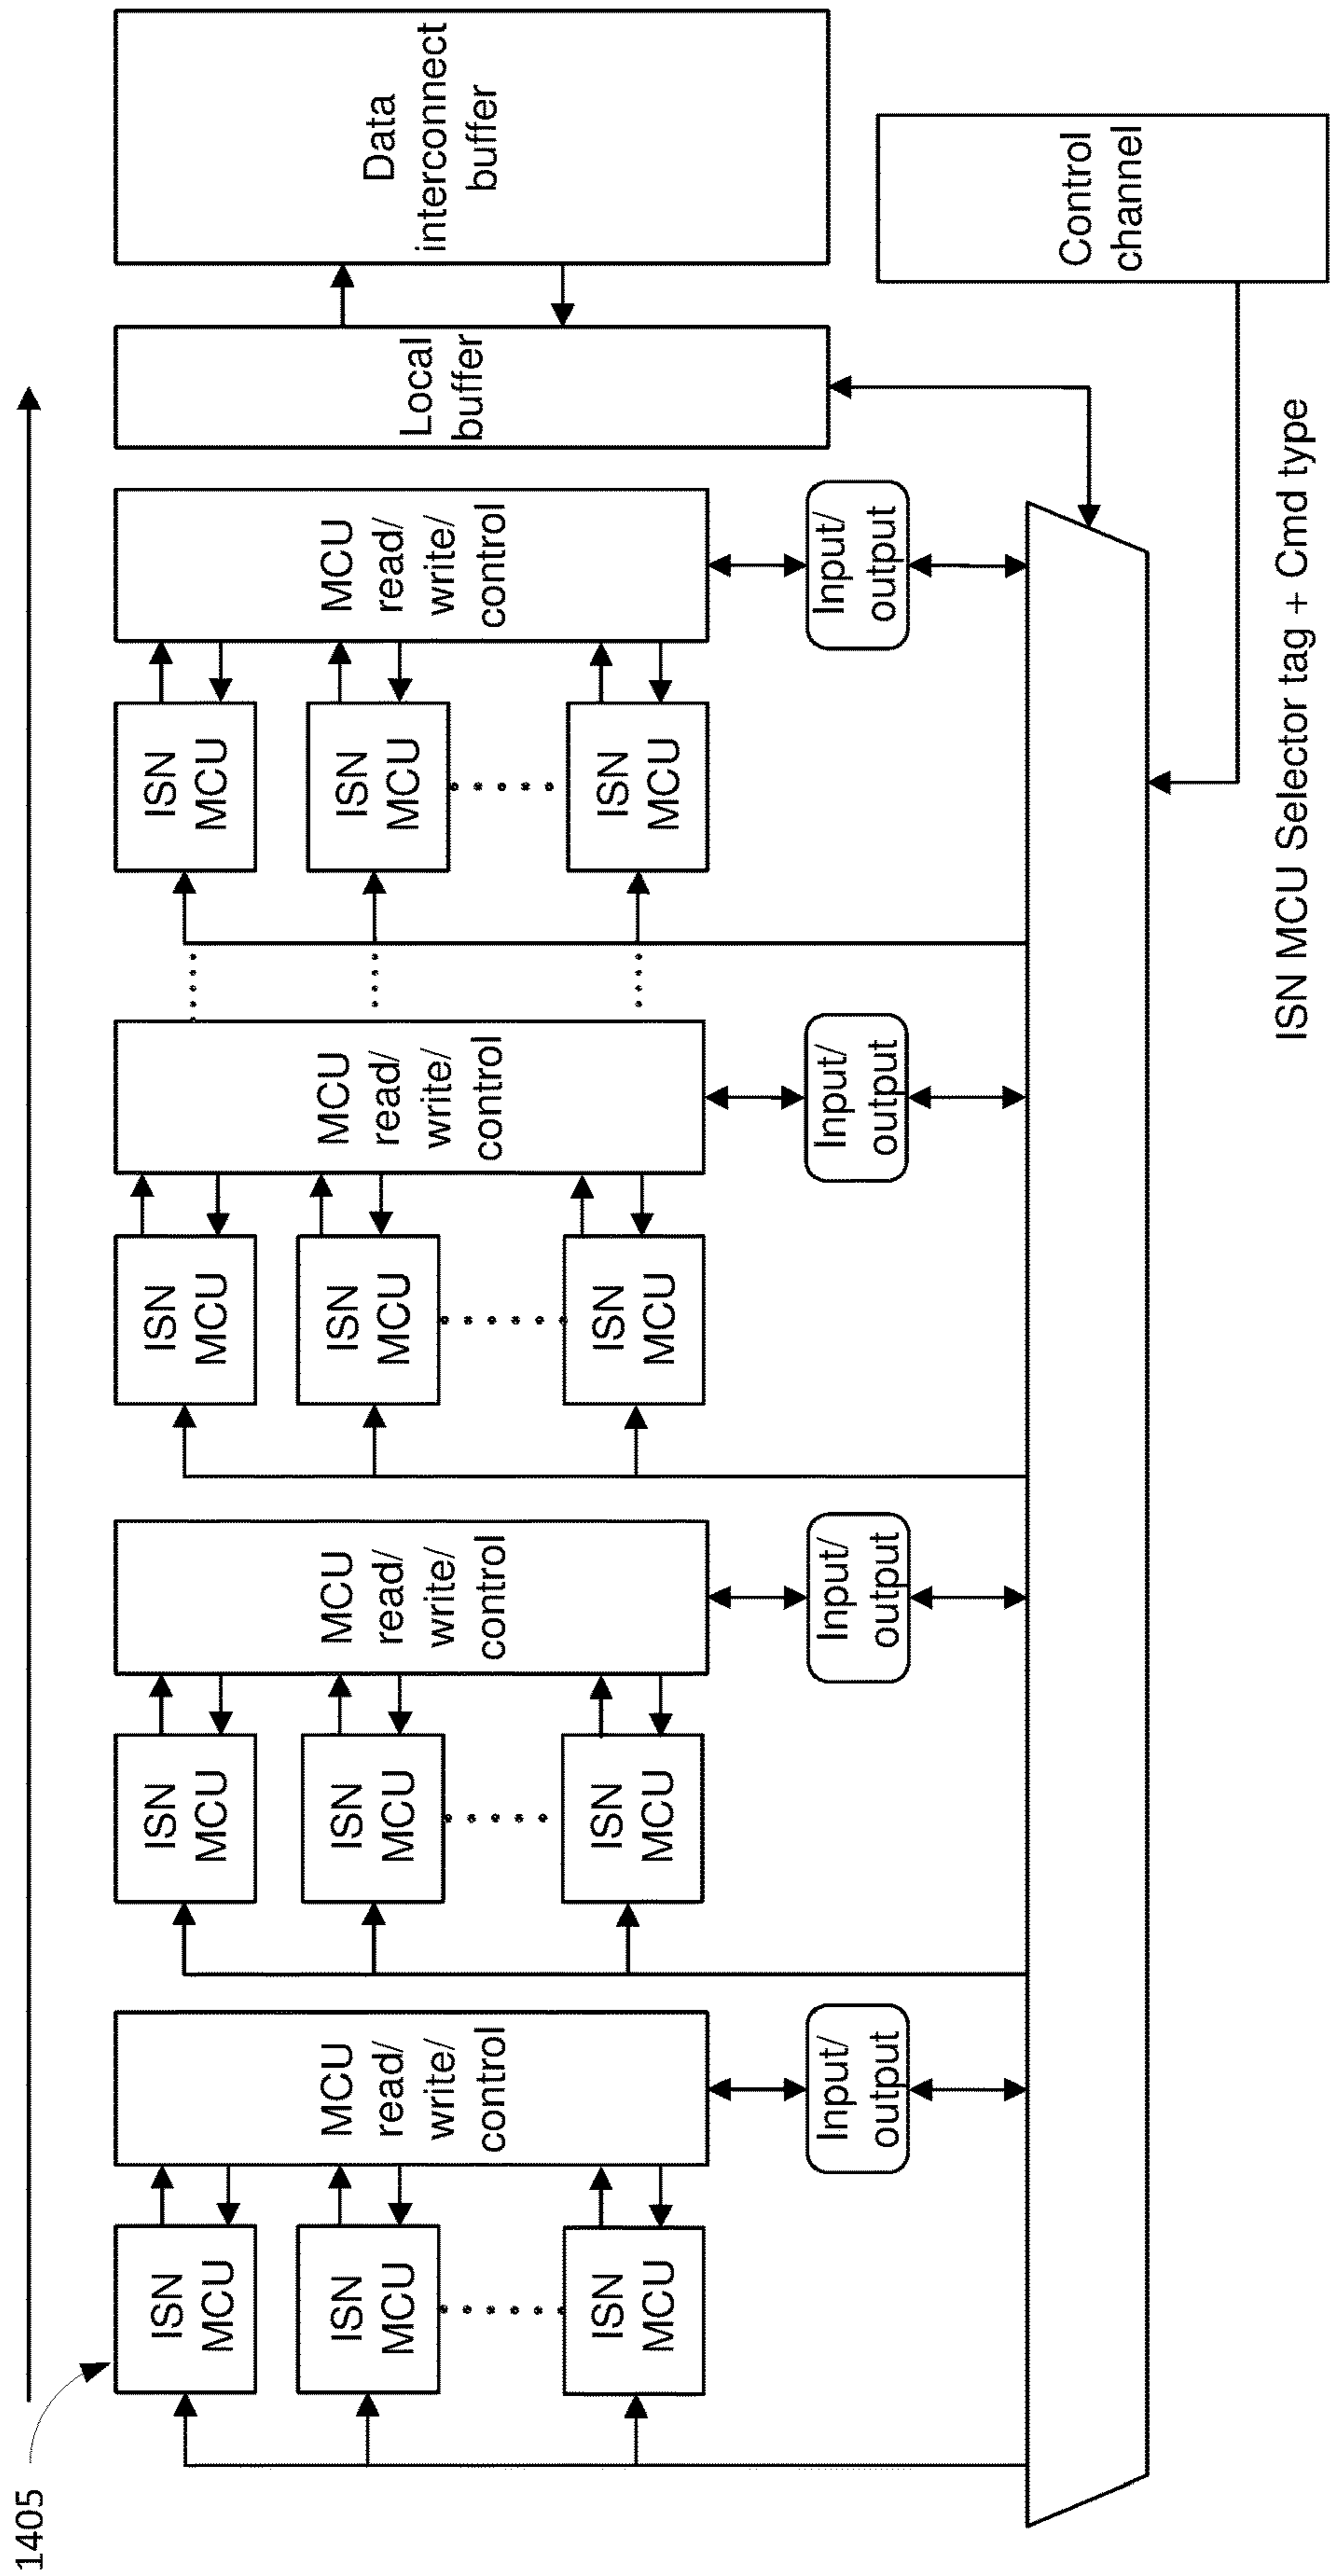 1405
ISN
MCU
ISN
MCU
ISN
MCU
MCU
read/
write/
control
Input/
output
ISN
MCU
ISN
MCU
ISN
MCU
MCU
read/
write/
control
Input/
output
ISN
MCU
ISN
MCU
ISN
MCU
MCU
read/
write/
control
Input/
output
ISN
MCU
ISN
MCU
ISN
MCU
MCU
read/
write/
control
Input/
output
Local
buffer
Data
interconnect
buffer
Control
channel
ISN MCU Selector tag + Cmd type